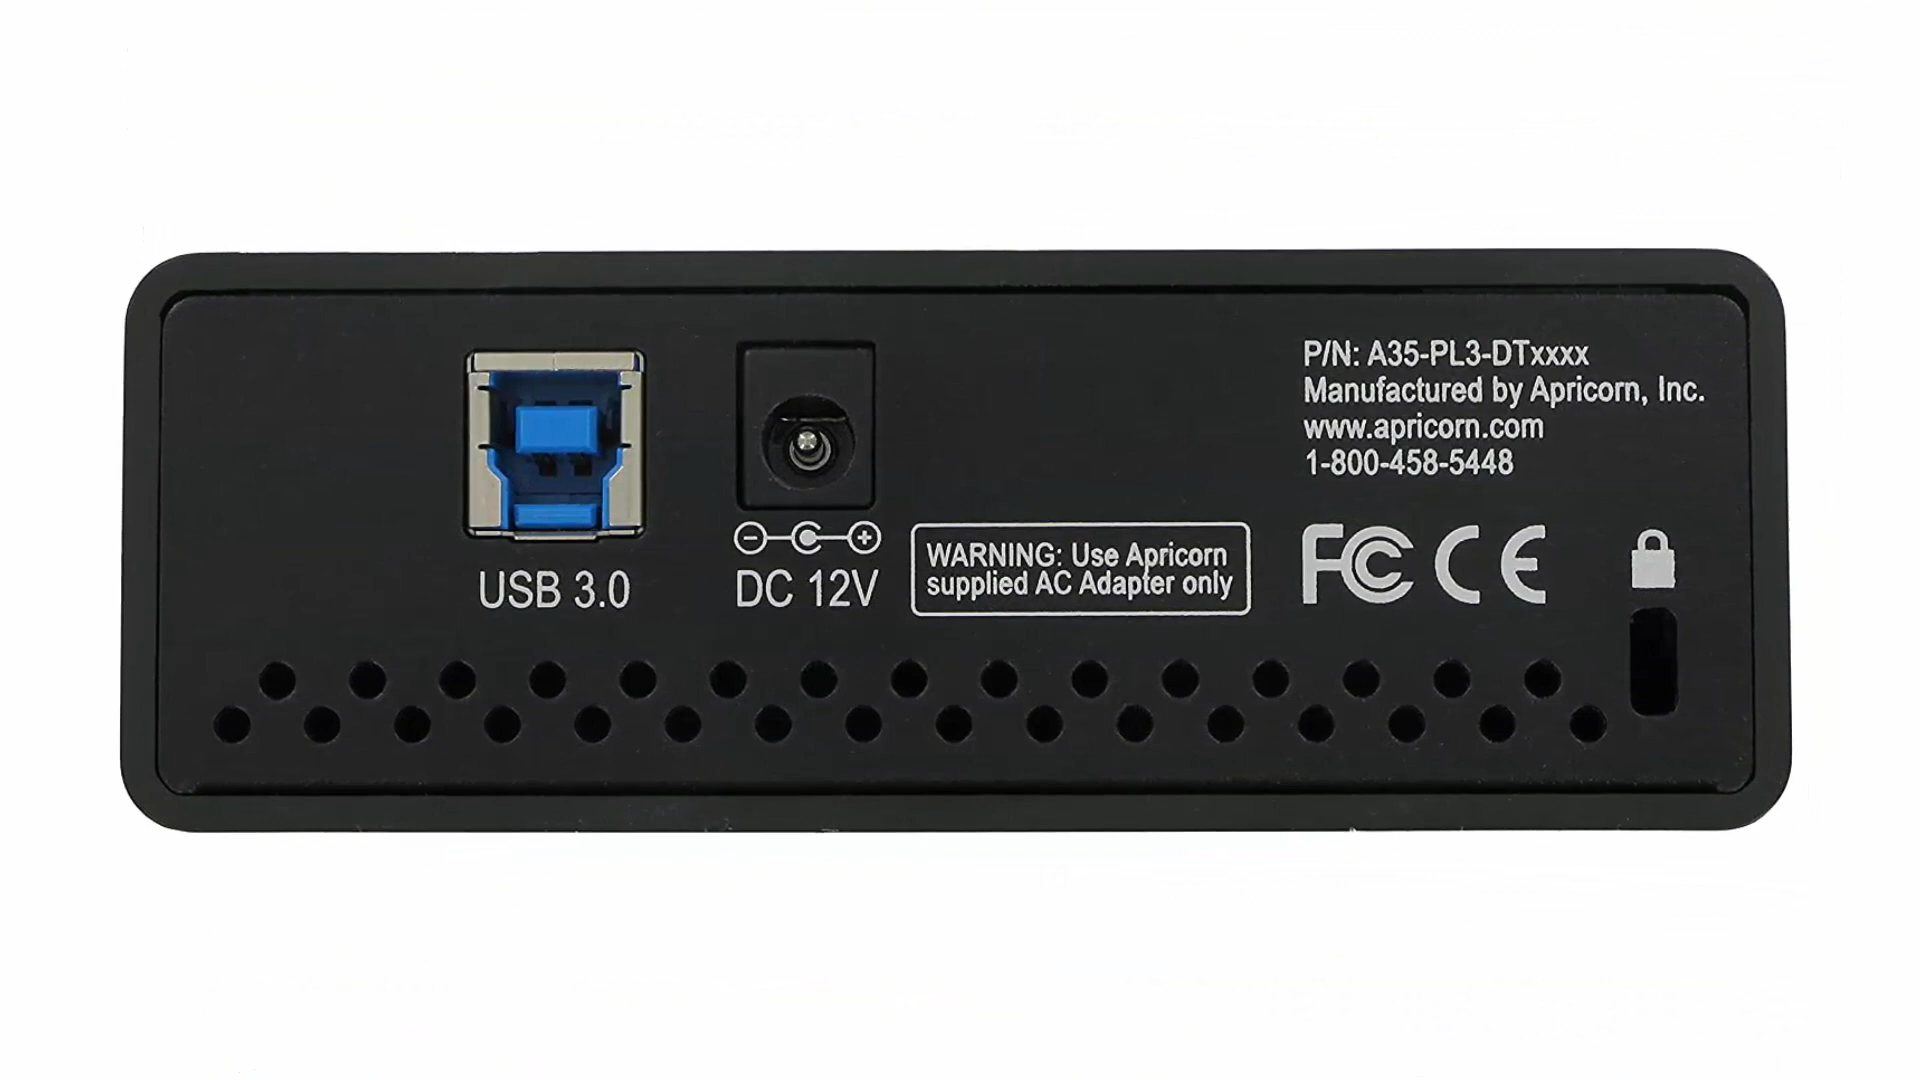 P/N: A35-PL3-DTxxxx
Manufactured by Apricorn, Inc.
www.apricorn.com
1-800-458-5448
USB 3.0
DC 12V
WARNING: Use Apricorn
supplied AC Adapter only
FC CE